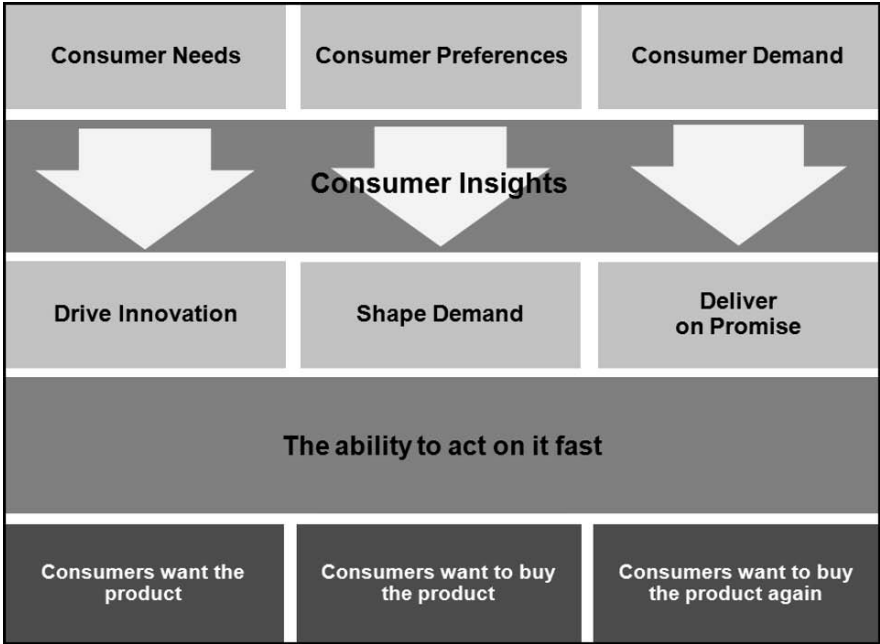 Consumer Needs
Consumer Preferences
Consumer Demand
Consumer Insights
Drive Innovation
Shape Demand
Deliver
on Promise
The ability to act on it fast
Consumers want the
product
Consumers want to buy
the product
Consumers want to buy
the product again